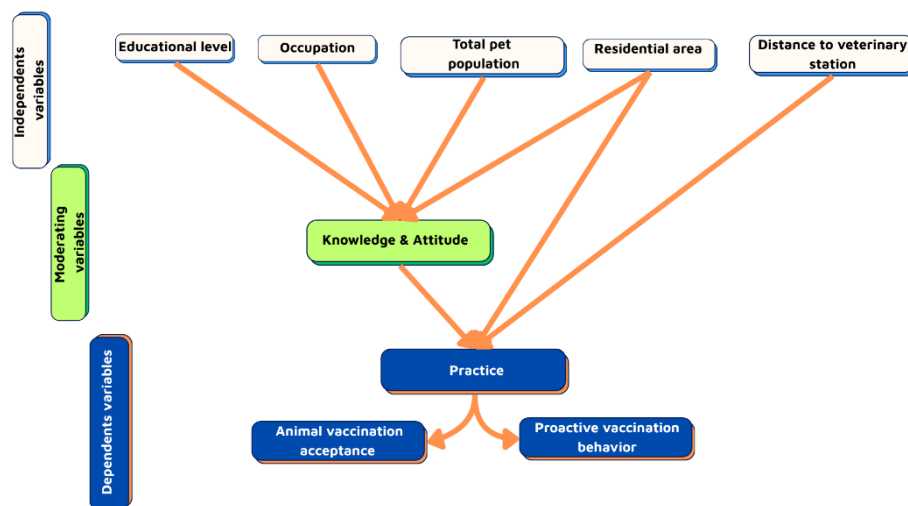 Independents
variables
Educational level
Occupation
Total pet
population
Residential area
Distance to veterinary
station
Moderating
variables
Knowledge & Attitude
Dependents variables
Practice
Animal vaccination
acceptance
Proactive vaccination
behavior